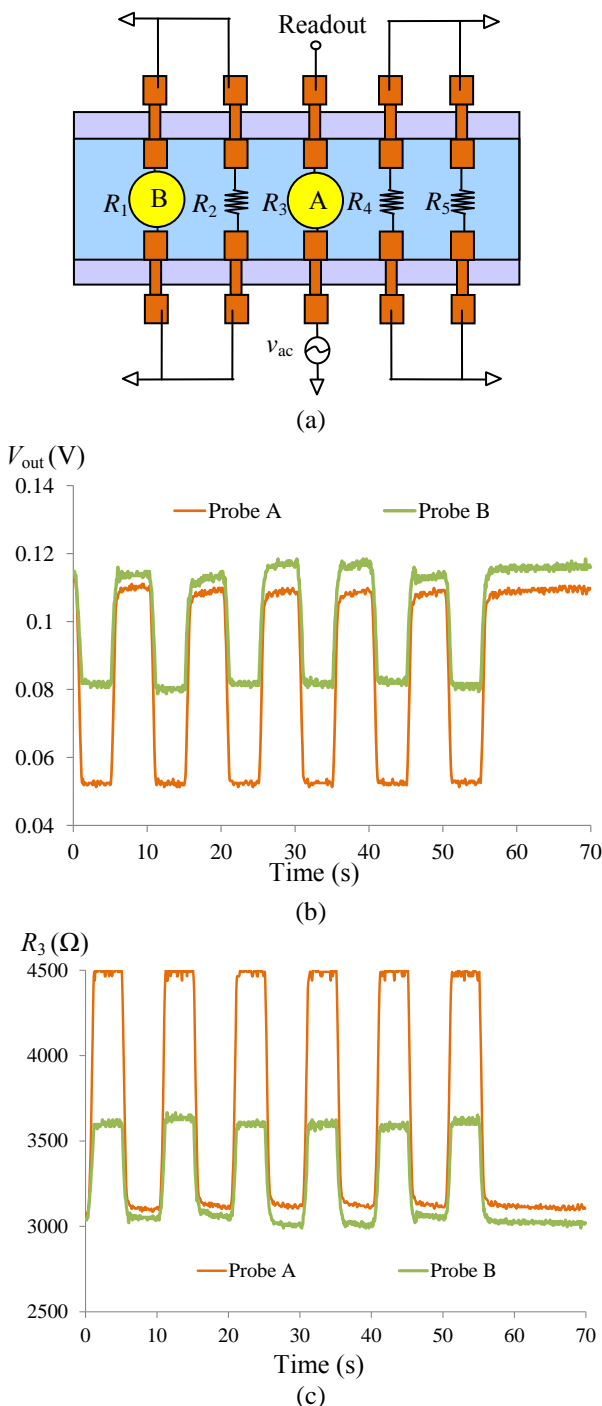 Readout
R1 B R2 R3 A R4 R5
vac
(a)
Vout (V)
0.14
Probe A Probe B
0.12
0.1
0.08
0.06
0.04
0 10 20 30 40 50 60 70
Time (s)
(b)
R3 (Ω)
4500
4000
3500
3000
Probe A Probe B
2500
0 10 20 30 40 50 60 70
Time (s)
(c)